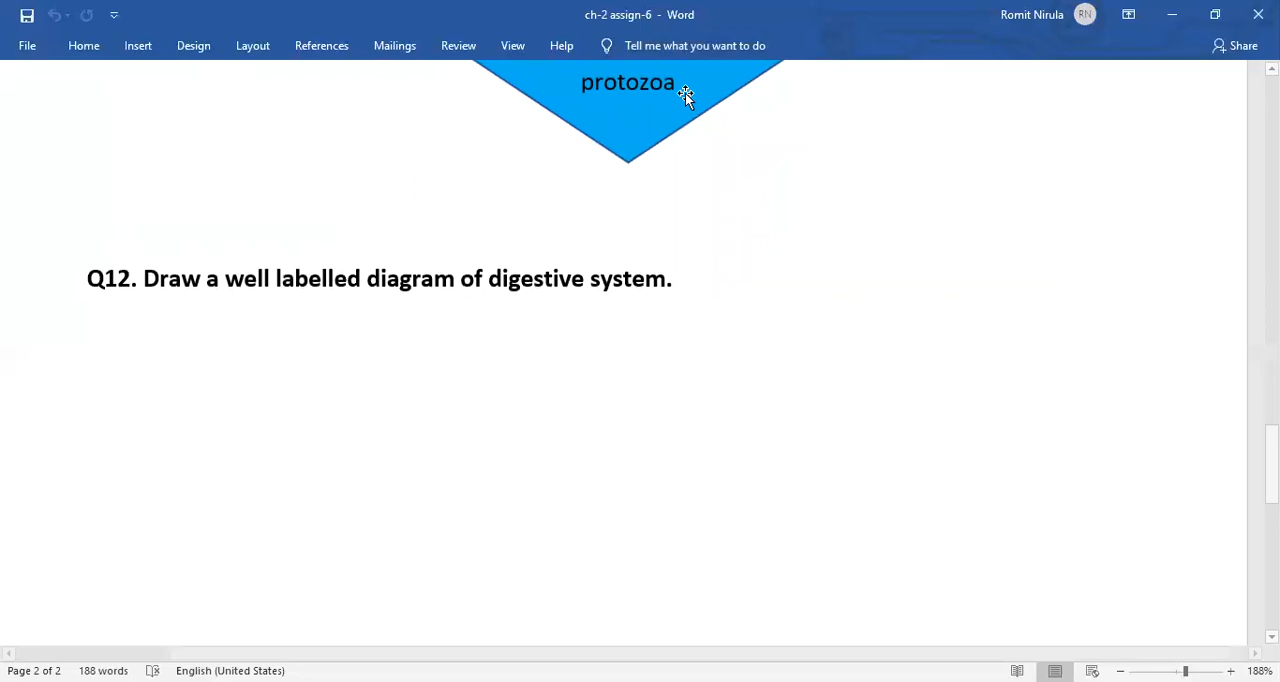 ch-2 assign-6 - Word
Romit Nirula RN
File Home Insert Design Layout References Mailings Review View Help Tell me what you want to do Share
protozoa
Q12. Draw a well labelled diagram of digestive system.
Page 2 of 2 188 words English (United States) 188%